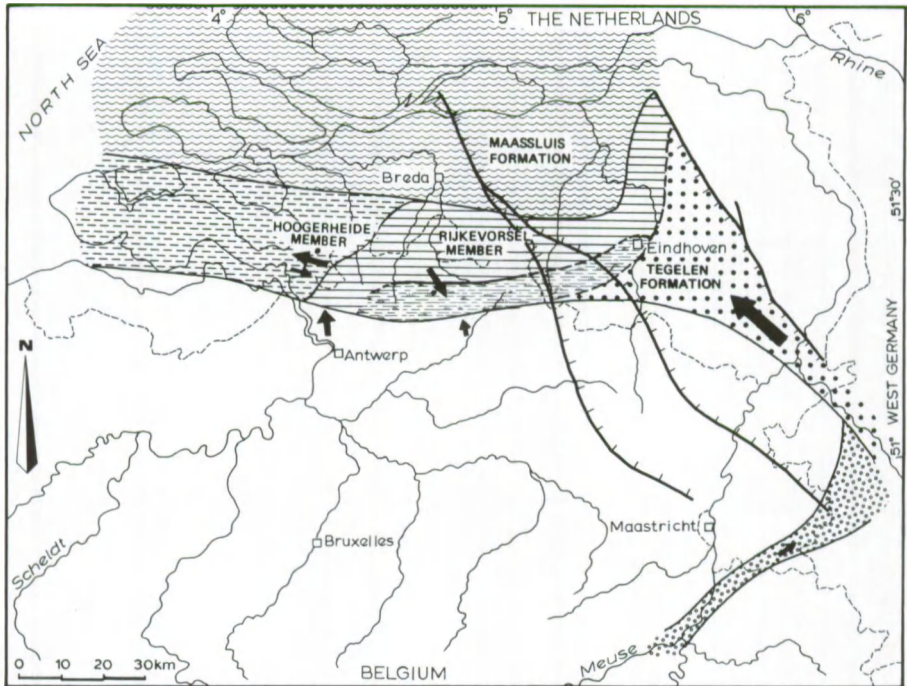 4°
5°
6°
THE NETHERLANDS
NORTH SEA
Rhine
MAASSLUIS
FORMATION
Breda
51°30'
HOOGERHEIDE
MEMBER
RIJKEVORSEL
MEMBER
Eindhoven
TEGELEN
FORMATION
N
Antwerp
WEST GERMANY
51°
Maastricht
Bruxelles
Scheldt
0 10 20 30km
BELGIUM
Meuse